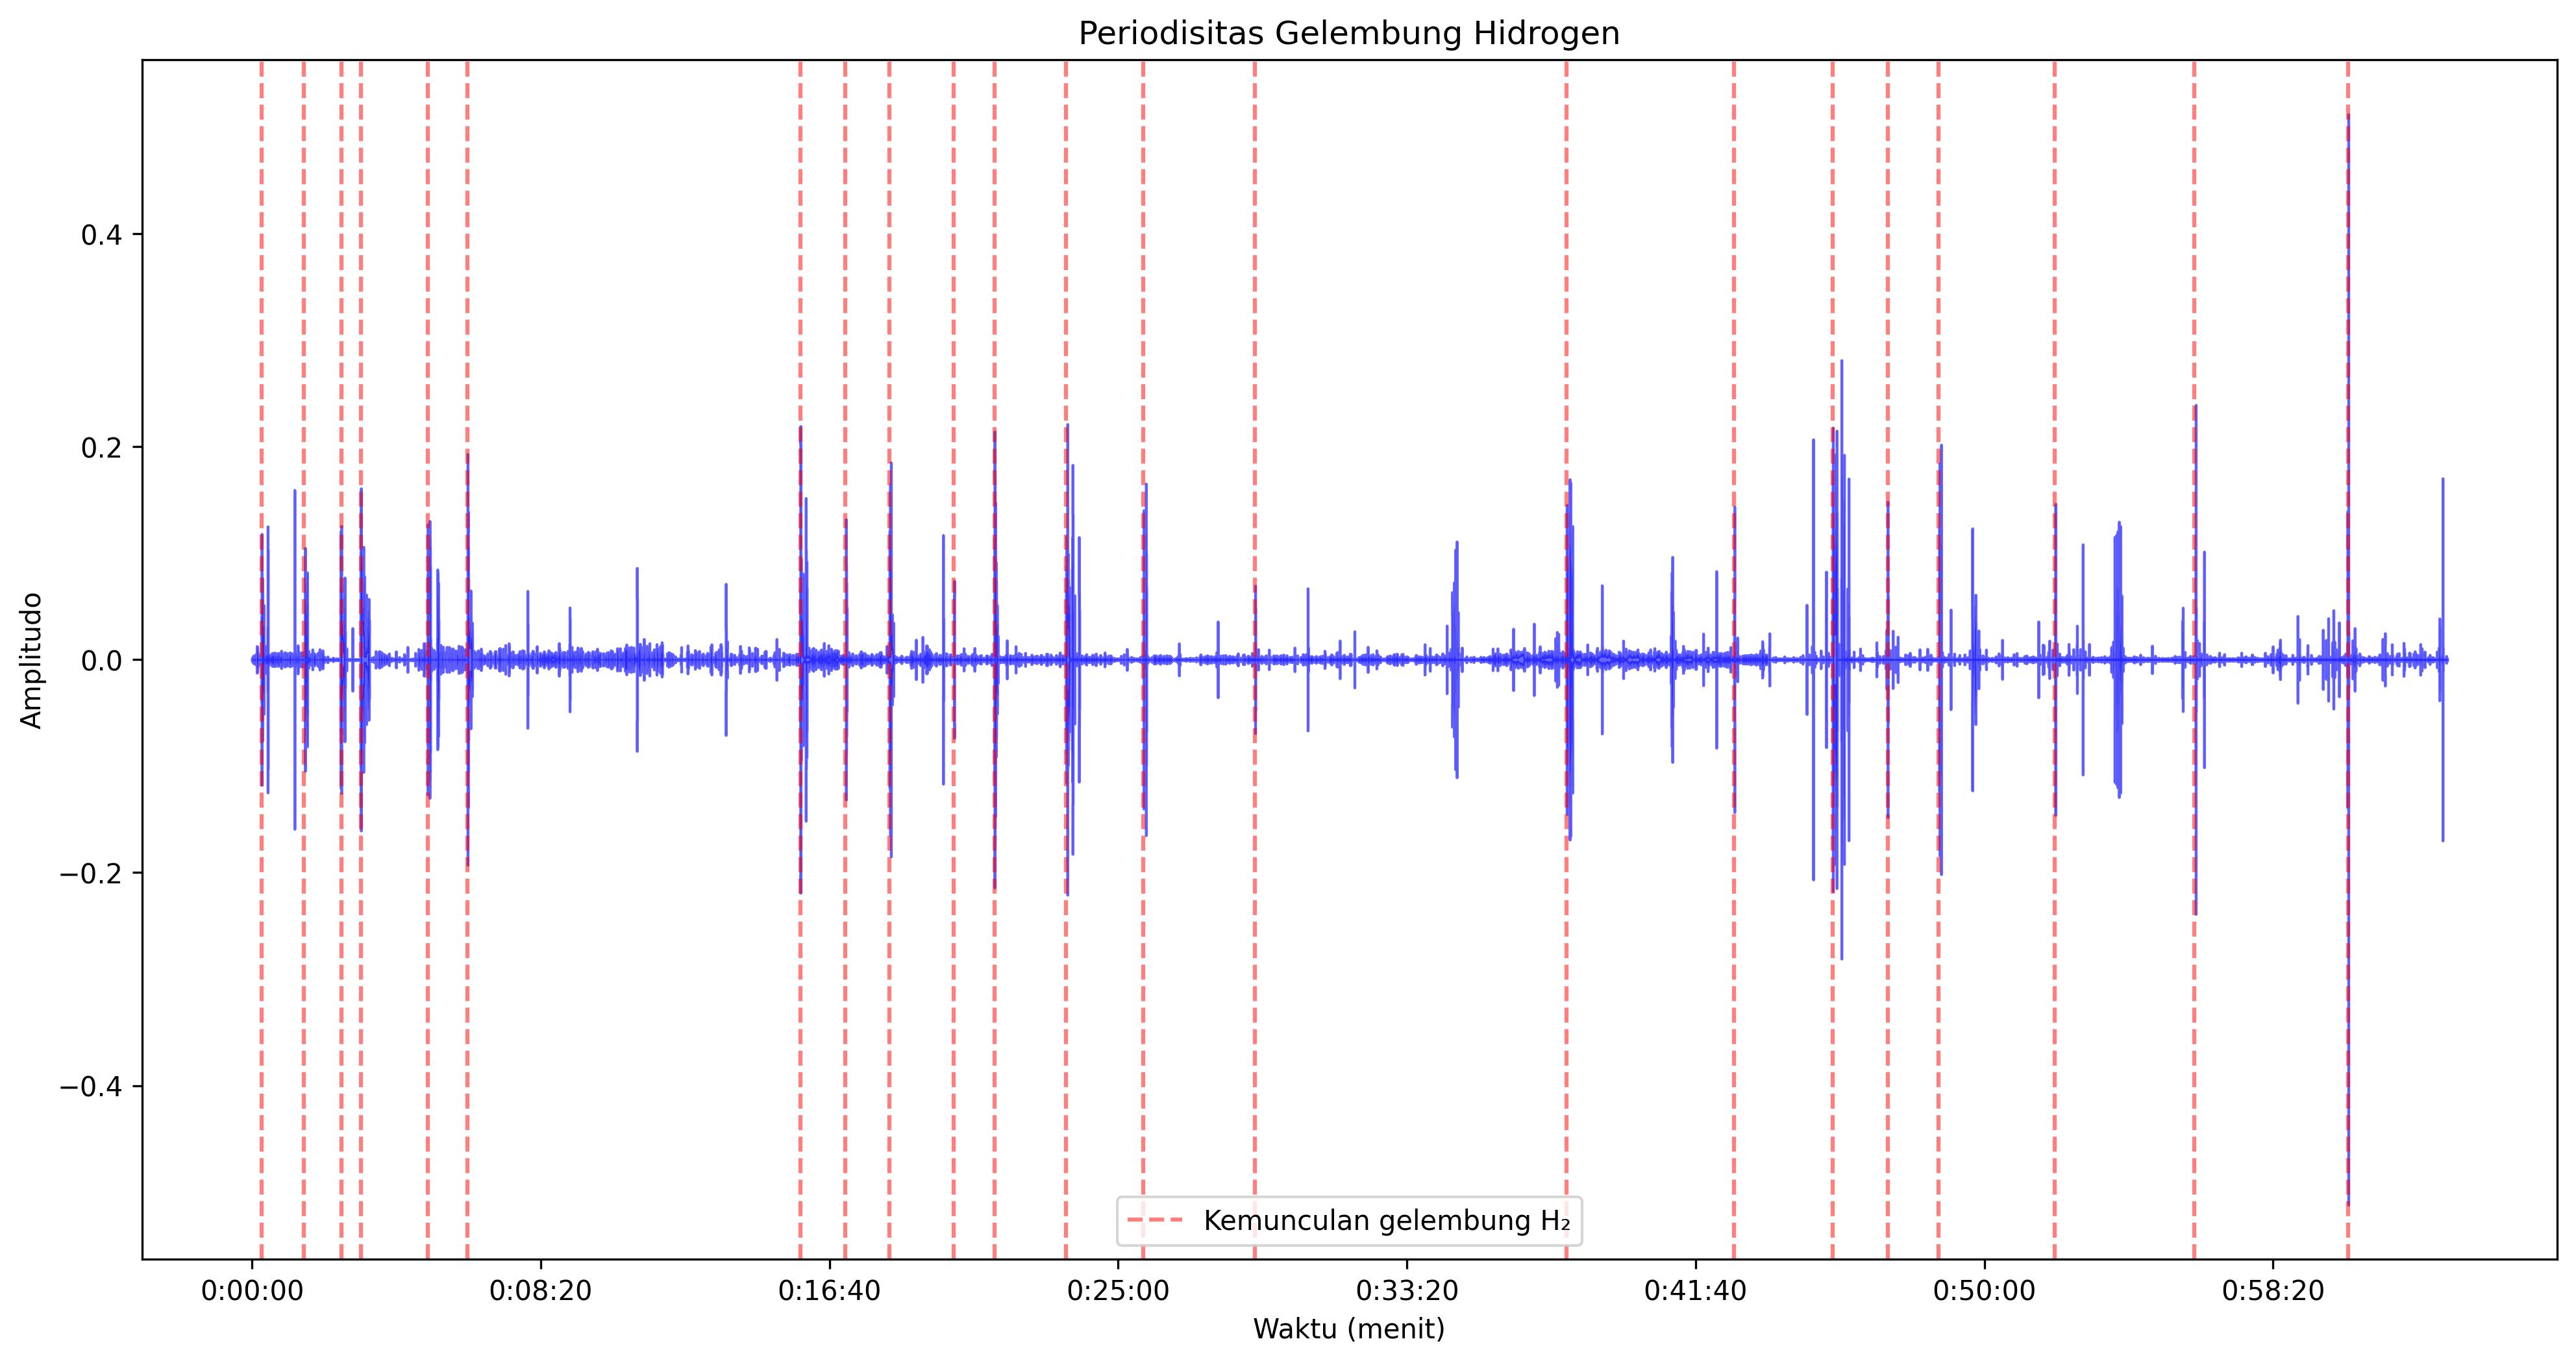 Periodisitas Gelembung Hidrogen
Amplitudo
0.4
0.2
0.0
−0.2
−0.4
Kemunculan gelembung H₂
0:00:00 0:08:20 0:16:40 0:25:00 0:33:20 0:41:40 0:50:00 0:58:20
Waktu (menit)